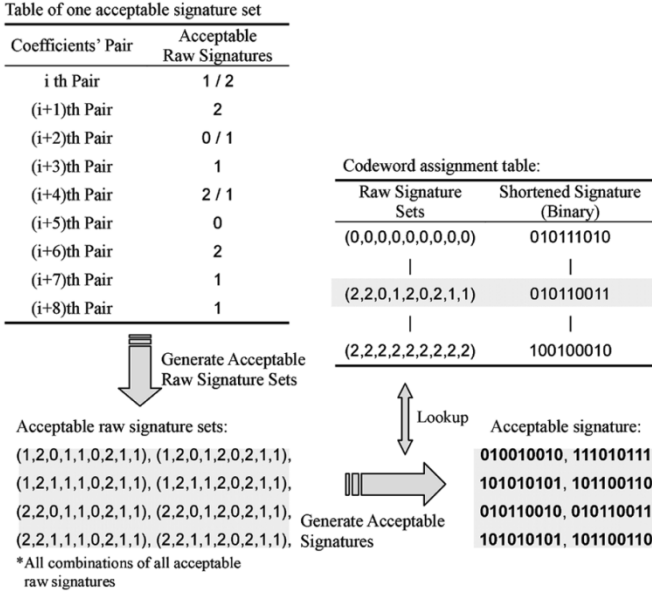 Table of one acceptable signature set
Coefficients' Pair Acceptable Raw Signatures
i th Pair 1 / 2
(i+1)th Pair 2
(i+2)th Pair 0 / 1
(i+3)th Pair 1
(i+4)th Pair 2 / 1
(i+5)th Pair 0
(i+6)th Pair 2
(i+7)th Pair 1
(i+8)th Pair 1
Generate Acceptable
Raw Signature Sets
Codeword assignment table:
Raw Signature Sets Shortened Signature (Binary)
(0,0,0,0,0,0,0,0,0) 010111010
| |
(2,2,0,1,2,0,2,1,1) 010110011
| |
(2,2,2,2,2,2,2,2,2) 100100010
Lookup
Acceptable raw signature sets:
(1,2,0,1,1,0,2,1,1), (1,2,0,1,2,0,2,1,1),
(1,2,1,1,1,0,2,1,1), (1,2,1,1,2,0,2,1,1),
(2,2,0,1,1,0,2,1,1), (2,2,0,1,2,0,2,1,1),
(2,2,1,1,1,0,2,1,1), (2,2,1,1,2,0,2,1,1),
*All combinations of all acceptable
raw signatures
Generate Acceptable
Signatures
Acceptable signature:
010010010, 111010111
101010101, 101100110
010110010, 010110011
101010101, 101100110